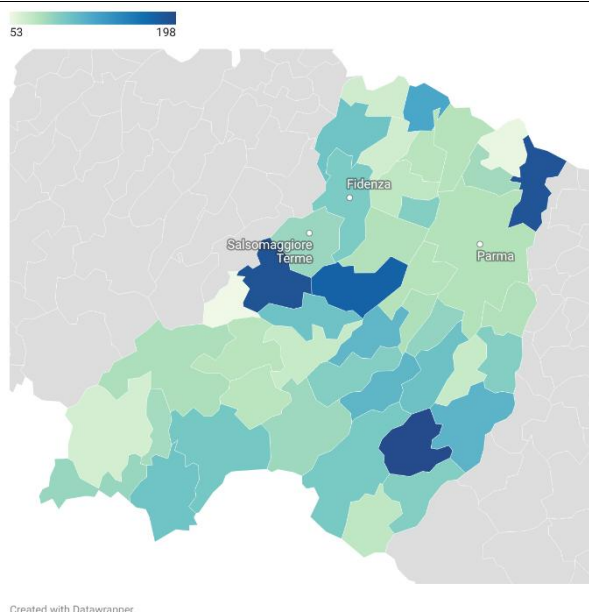 53 198
Fidenza
Salsomaggiore
Terme
Parma
Created with Datawrapper